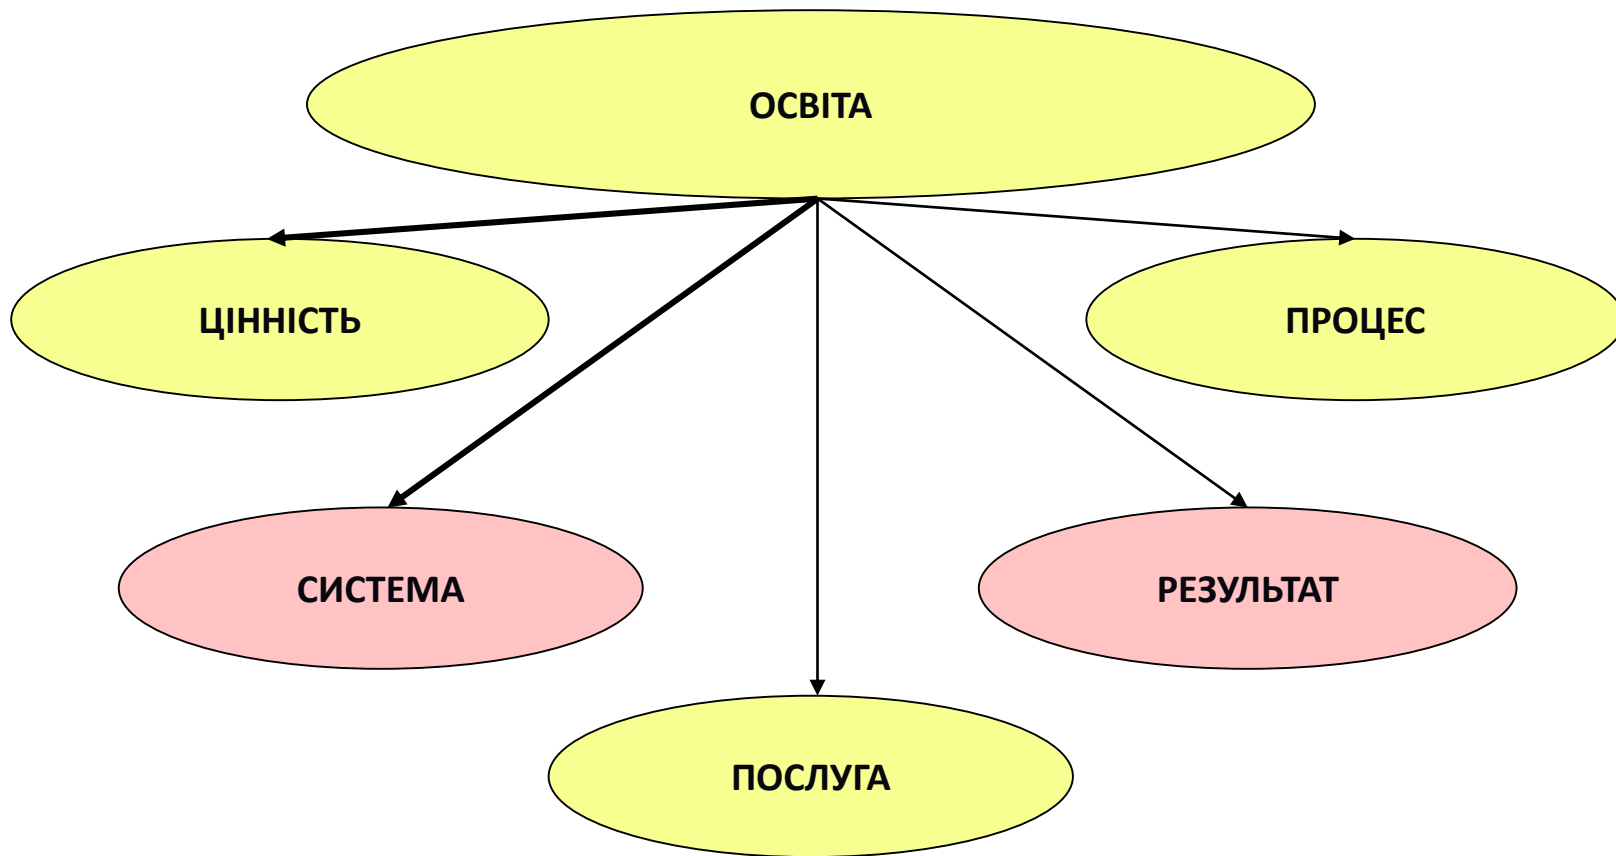 ОСВІТА
ЦІННІСТЬ
ПРОЦЕС
СИСТЕМА
РЕЗУЛЬТАТ
ПОСЛУГА